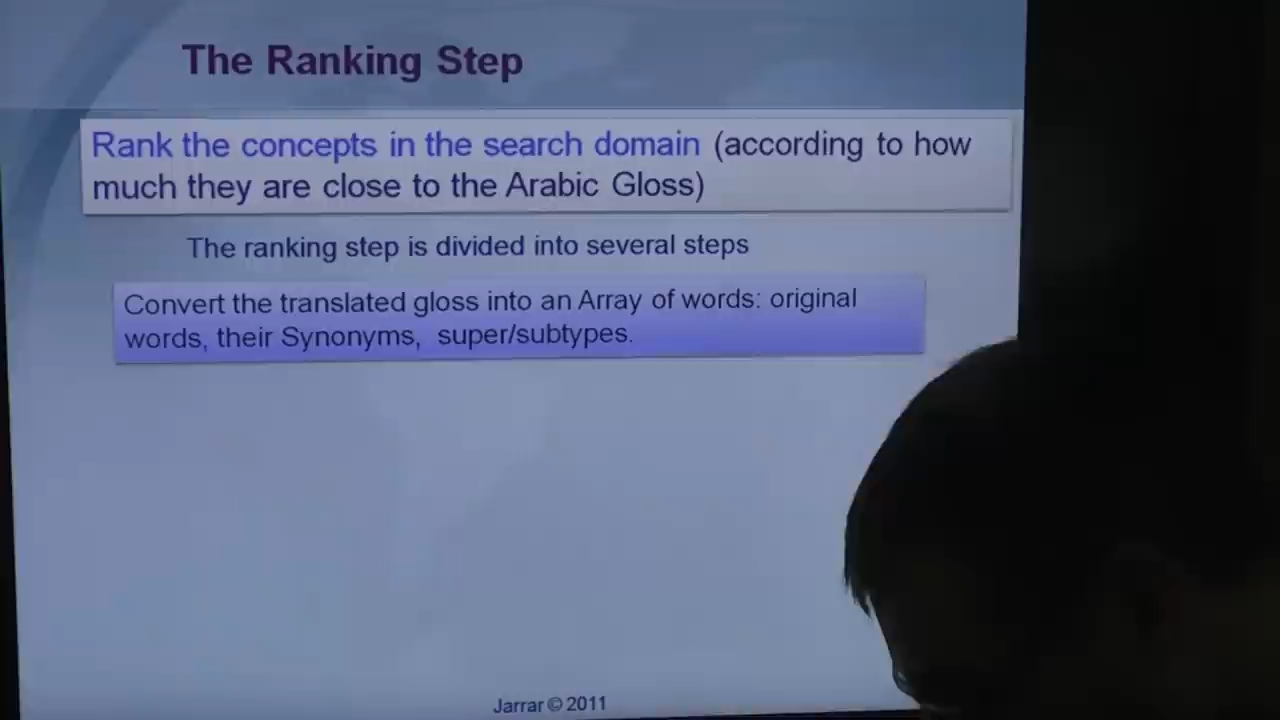 The Ranking Step
Rank the concepts in the search domain (according to how
much they are close to the Arabic Gloss)
The ranking step is divided into several steps
Convert the translated gloss into an Array of words: original
words, their Synonyms, super/subtypes.
Jarrar © 2011